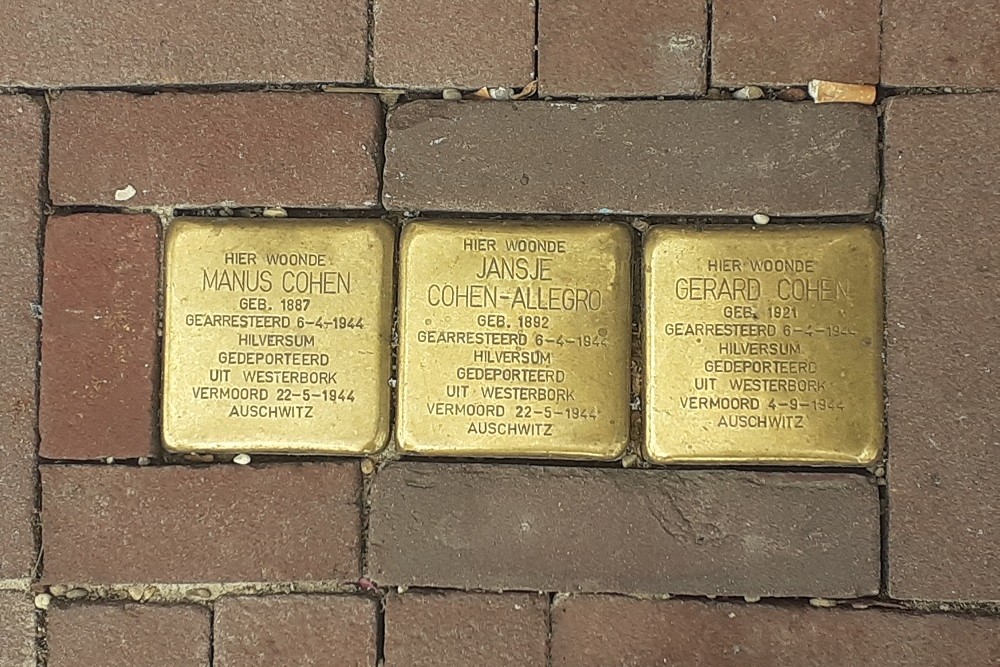 HIER WOONDE
MANUS COHEN
GEB. 1887
GEARRESTEERD 6-4-1944
HILVERSUM
GEDEPORTEERD
UIT WESTERBORK
VERMOORD 22-5-1944
AUSCHWITZ
HIER WOONDE
JANSJE
COHEN-ALLEGRO
GEB. 1892
GEARRESTEERD 6-4-1944
HILVERSUM
GEDEPORTEERD
UIT WESTERBORK
VERMOORD 22-5-1944
AUSCHWITZ
HIER WOONDE
GERARD COHEN
GEB. 1921
GEARRESTEERD 6-4-1944
HILVERSUM
GEDEPORTEERD
UIT WESTERBORK
VERMOORD 4-9-1944
AUSCHWITZ